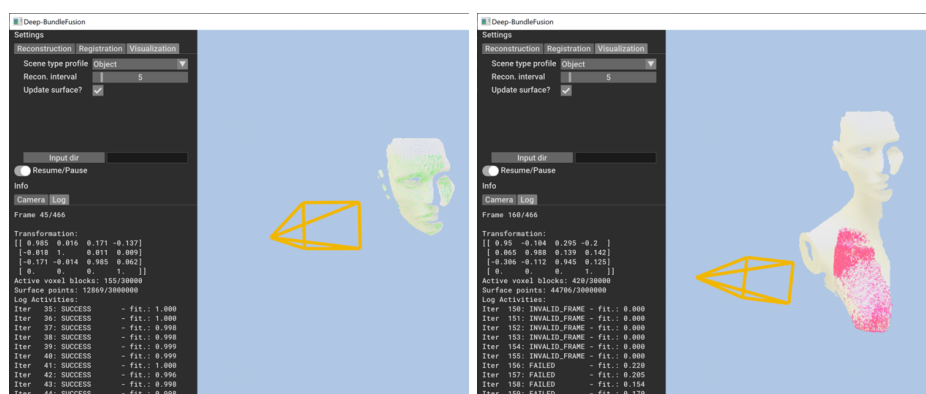 Deep-BundleFusion
Settings
Reconstruction Registration Visualization
Scene type profile Object
Recon. interval 5
Update surface?
Input dir
Resume/Pause
Info
Camera Log
Frame 45/466
Transformation:
[[ 0.985 0.016 0.171 -0.137]
[-0.018 1. 0.011 0.009]
[-0.171 -0.014 0.985 0.062]
[ 0. 0. 0. 1. ]]
Active voxel blocks: 155/30000
Surface points: 12869/3000000
Log Activities:
Iter 35: SUCCESS - fit.: 1.000
Iter 36: SUCCESS - fit.: 1.000
Iter 37: SUCCESS - fit.: 0.998
Iter 38: SUCCESS - fit.: 0.998
Iter 39: SUCCESS - fit.: 0.999
Iter 40: SUCCESS - fit.: 0.999
Iter 41: SUCCESS - fit.: 1.000
Iter 42: SUCCESS - fit.: 0.996
Iter 43: SUCCESS - fit.: 0.998
Iter 44: SUCCESS - fit.: 0.998
Deep-BundleFusion
Settings
Reconstruction Registration Visualization
Scene type profile Object
Recon. interval 5
Update surface?
Input dir
Resume/Pause
Info
Camera Log
Frame 160/466
Transformation:
[[ 0.95 -0.104 0.295 -0.2 ]
[ 0.065 0.988 0.139 0.142]
[-0.306 -0.112 0.945 0.125]
[ 0. 0. 0. 1. ]]
Active voxel blocks: 420/30000
Surface points: 44706/3000000
Log Activities:
Iter 150: INVALID_FRAME - fit.: 0.000
Iter 151: INVALID_FRAME - fit.: 0.000
Iter 152: INVALID_FRAME - fit.: 0.000
Iter 153: INVALID_FRAME - fit.: 0.000
Iter 154: INVALID_FRAME - fit.: 0.000
Iter 155: INVALID_FRAME - fit.: 0.000
Iter 156: FAILED - fit.: 0.220
Iter 157: FAILED - fit.: 0.205
Iter 158: FAILED - fit.: 0.154
Iter 159: FAILED - fit.: 0.170